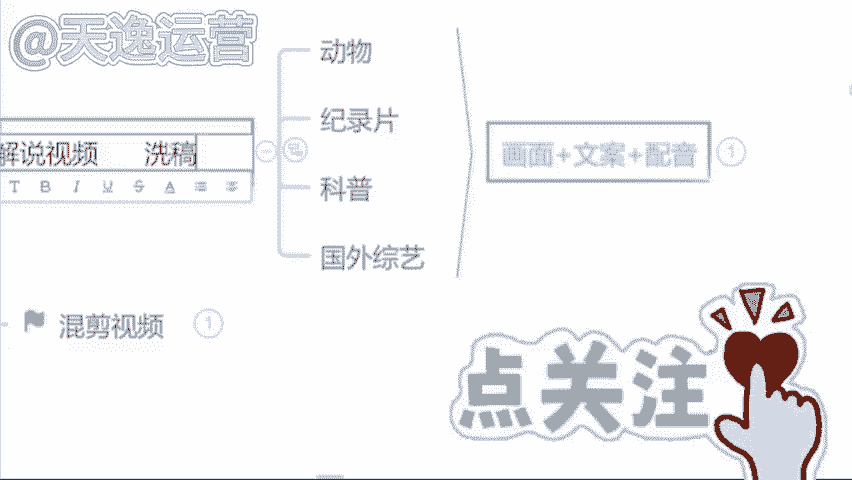 @天逸运营
动物
纪录片
解说视频 洗稿
画面+文案+配音 1
T B I U S A
科普
国外综艺
混剪视频 1
点关注